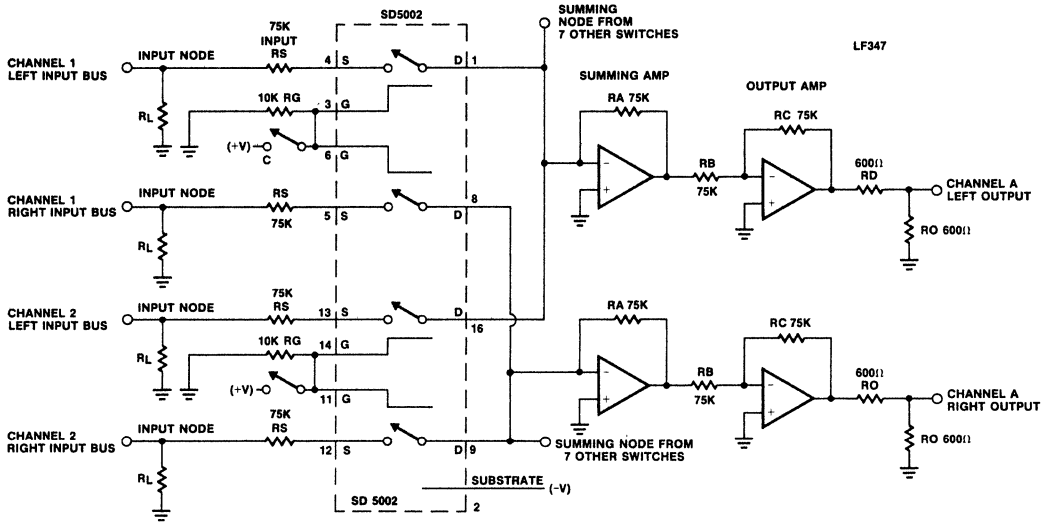 SD5002
SUMMING
NODE FROM
7 OTHER SWITCHES
LF347
CHANNEL 1
LEFT INPUT BUS
INPUT NODE
75K
INPUT
RS
4 S
D 1
RL
10K RG
3 G
(+V)
C
6 G
SUMMING AMP
RA 75K
−
+
RB
75K
OUTPUT AMP
RC 75K
−
+
600Ω
RD
CHANNEL A
LEFT OUTPUT
RO 600Ω
CHANNEL 1
RIGHT INPUT BUS
INPUT NODE
RS
75K
5 S
8
D
RL
CHANNEL 2
LEFT INPUT BUS
INPUT NODE
75K
RS
13 S
D
16
RL
10K RG
14 G
(+V)
11 G
RA 75K
−
+
RB
75K
RC 75K
−
+
600Ω
RO
CHANNEL A
RIGHT OUTPUT
RO 600Ω
CHANNEL 2
RIGHT INPUT BUS
INPUT NODE
75K
RS
12 S
D 9
RL
SUMMING NODE FROM
7 OTHER SWITCHES
SUBSTRATE (-V)
SD 5002
2